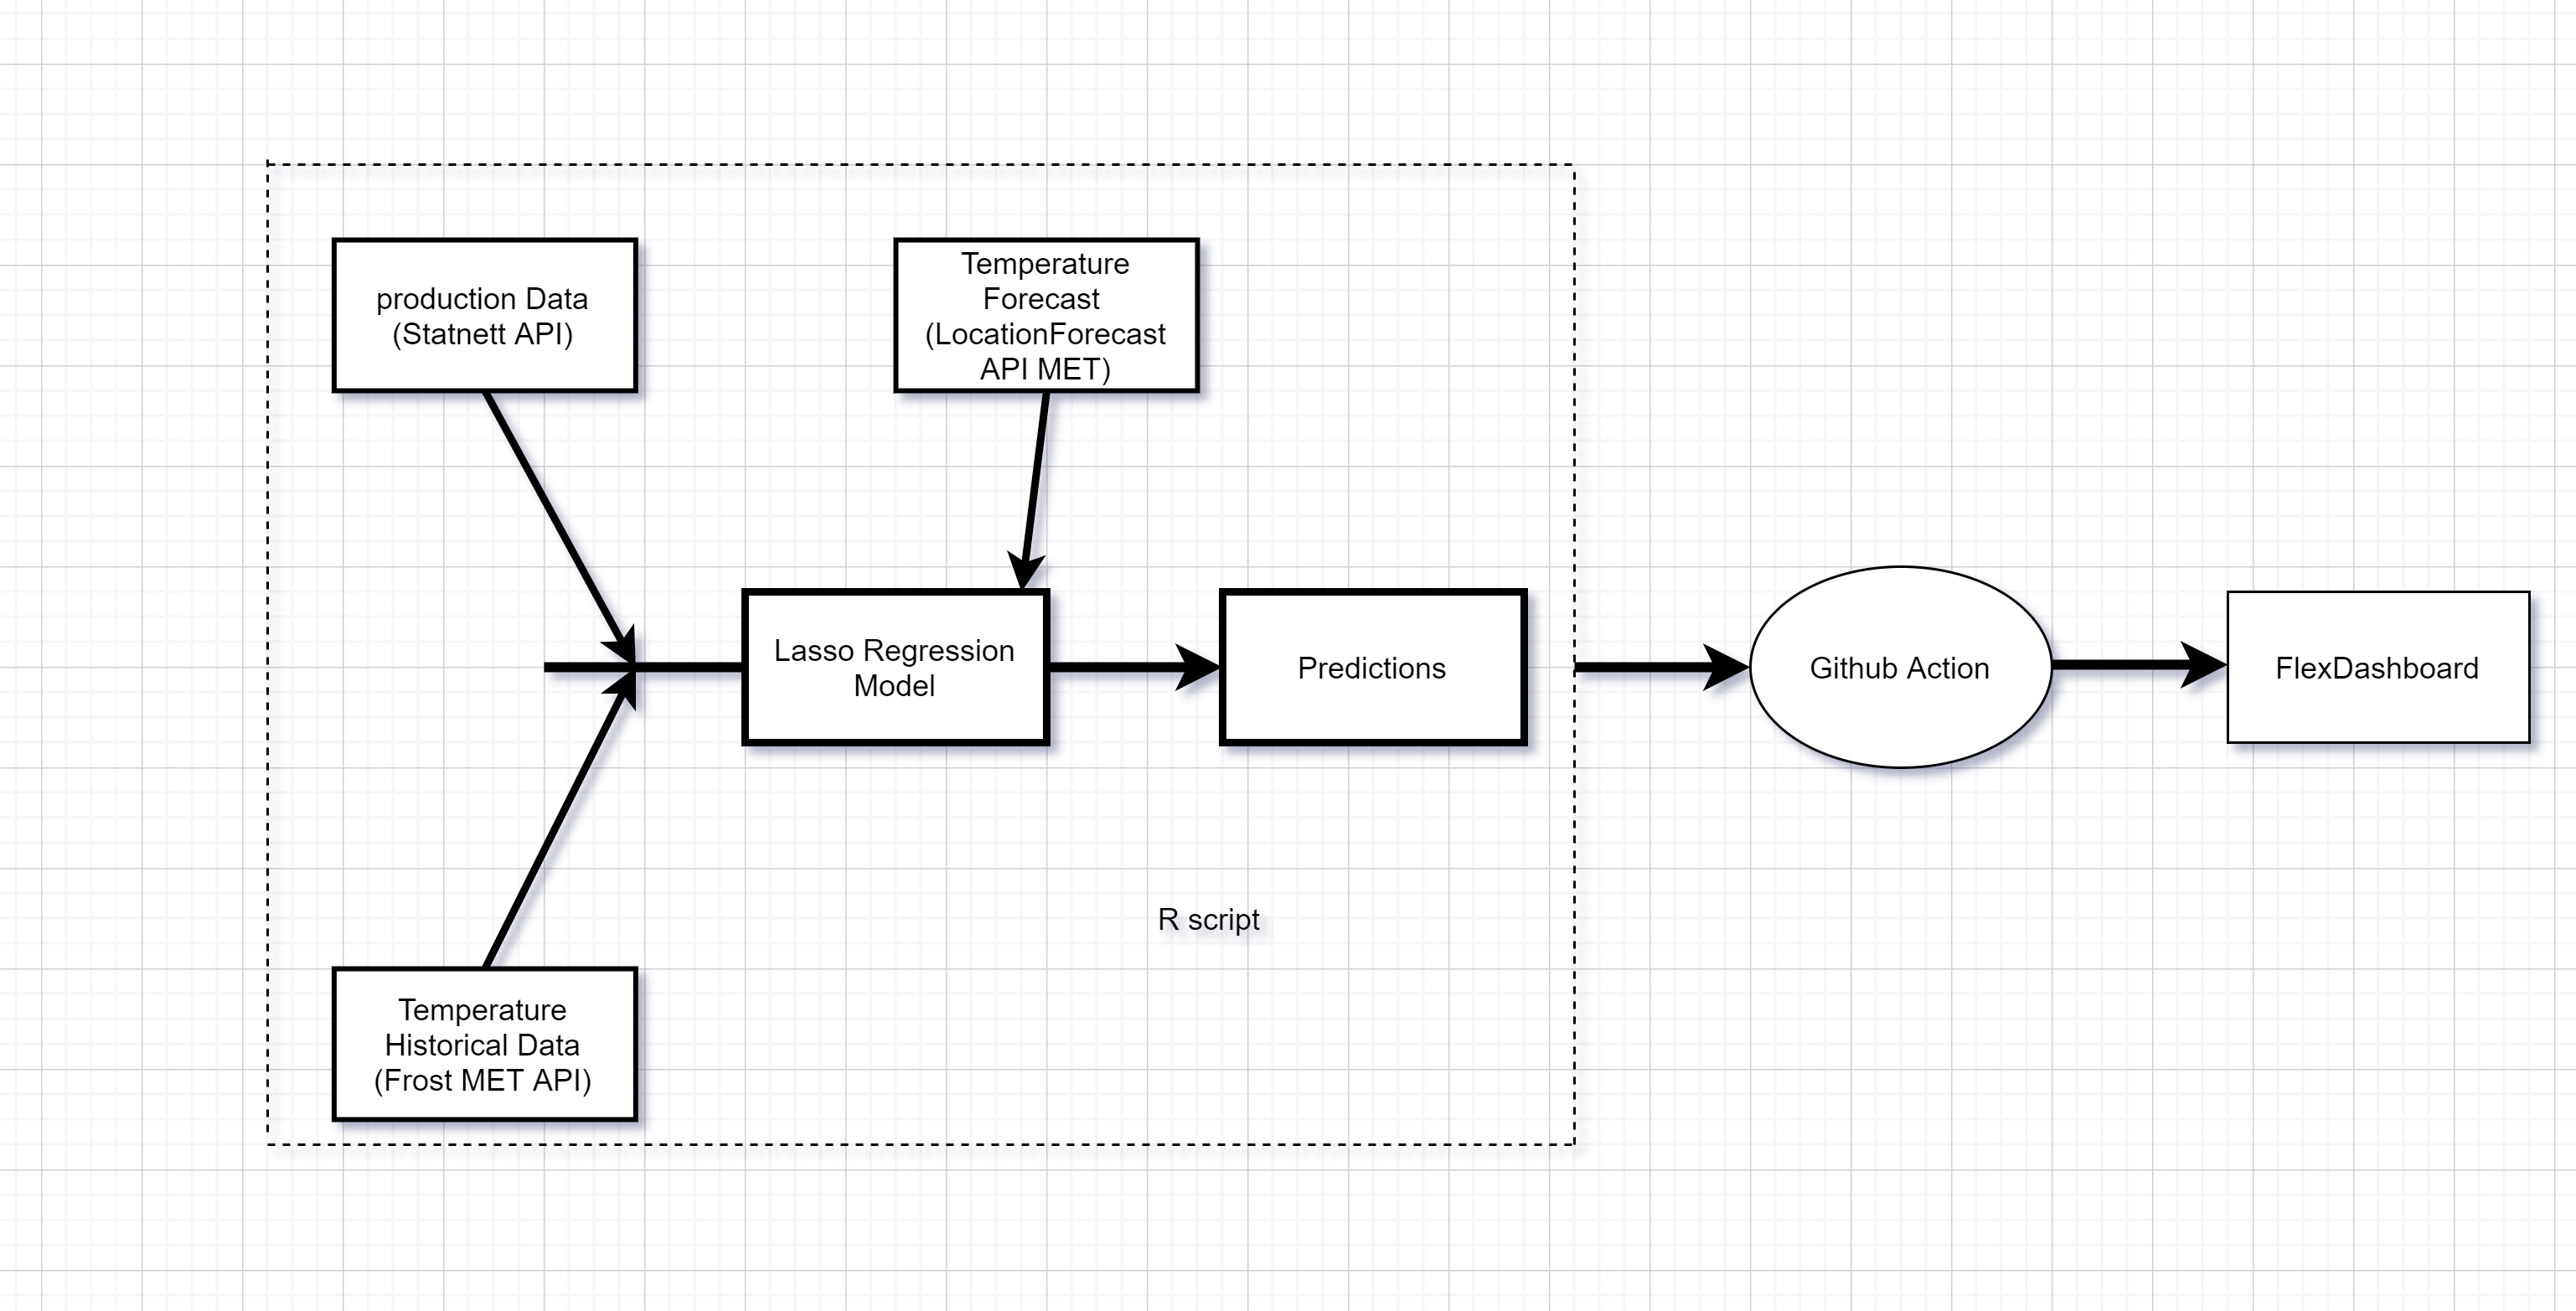 production Data
(Statnett API)
Temperature
Forecast
(LocationForecast
API MET)
Lasso Regression
Model
Predictions
Github Action
FlexDashboard
R script
Temperature
Historical Data
(Frost MET API)